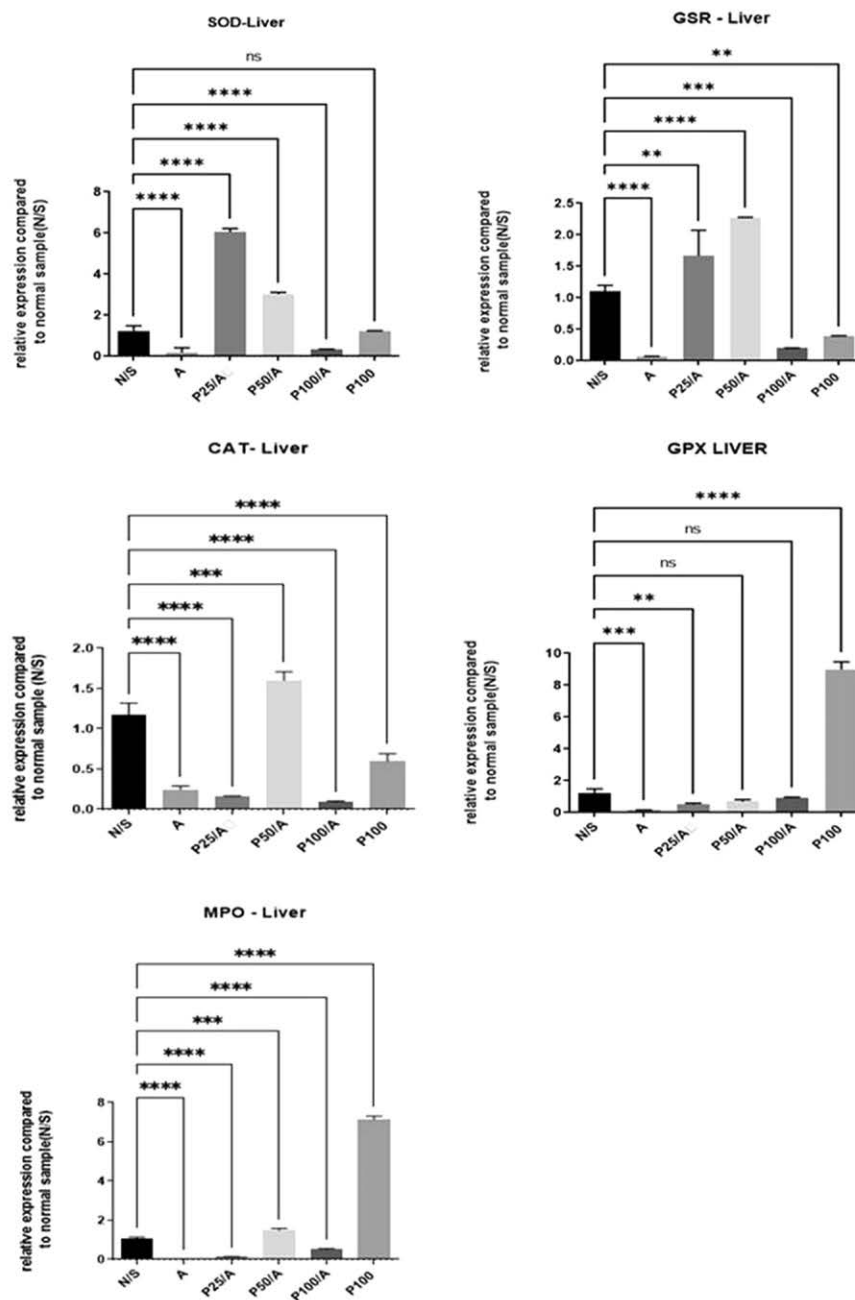 SOD-Liver
ns
****
****
****
****
relative expression compared
to normal sample(N/S)
8
6
4
2
0
N/S
A
P25/A
P50/A
P100/A
P100
GSR - Liver
**
***
****
**
****
relative expression compared
to normal sample(N/S)
2.5
2.0
1.5
1.0
0.5
0.0
N/S
A
P25/A
P50/A
P100/A
P100
CAT- Liver
****
****
***
****
****
relative expression compared
to normal sample (N/S)
2.0
1.5
1.0
0.5
0.0
N/S
A
P25/A
P50/A
P100/A
P100
GPX LIVER
****
ns
ns
**
***
relative expression compared
to normal sample(N/S)
10
8
6
4
2
0
N/S
A
P25/A
P50/A
P100/A
P100
MPO - Liver
****
****
***
****
****
relative expression compared
to normal sample(N/S)
8
6
4
2
0
N/S
A
P25/A
P50/A
P100/A
P100